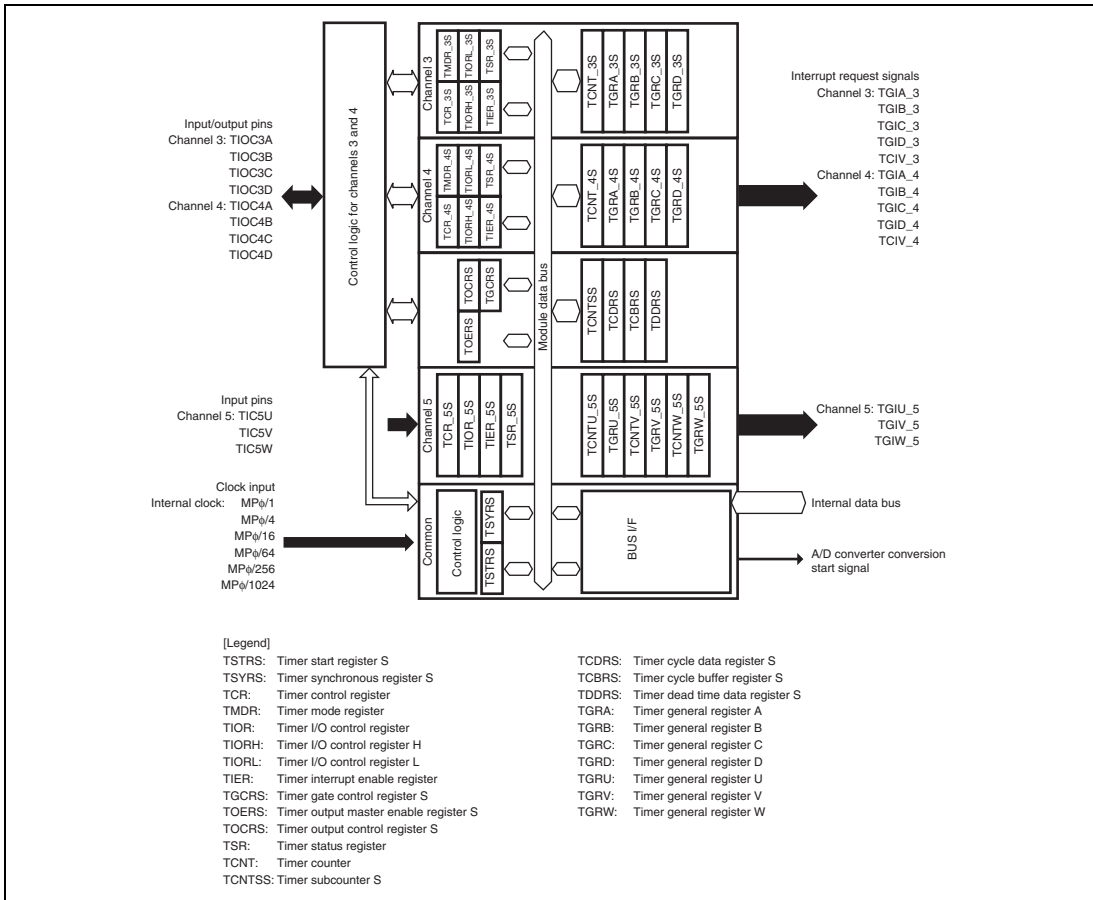 Input/output pins
Channel 3: TIOC3A
TIOC3B
TIOC3C
TIOC3D
Channel 4: TIOC4A
TIOC4B
TIOC4C
TIOC4D
Input pins
Channel 5: TIC5U
TIC5V
TIC5W
Clock input
Internal clock: MPφ/1
MPφ/4
MPφ/16
MPφ/64
MPφ/256
MPφ/1024
Control logic for channels 3 and 4
Channel 3
TCR_3S
TMDR_3S
TIORH_3S
TIORL_3S
TIER_3S
TSR_3S
TCNT_3S
TGRA_3S
TGRB_3S
TGRC_3S
TGRD_3S
Channel 4
TCR_4S
TMDR_4S
TIORH_4S
TIORL_4S
TIER_4S
TSR_4S
TCNT_4S
TGRA_4S
TGRB_4S
TGRC_4S
TGRD_4S
TOERS
TOCRS
TGCRS
Module data bus
TCNTSS
TCDRS
TCBRS
TDDRS
Channel 5
TCR_5S
TIOR_5S
TIER_5S
TSR_5S
TCNTU_5S
TGRU_5S
TCNTV_5S
TGRV_5S
TCNTW_5S
TGRW_5S
Common
Control logic
TSTRS
TSYRS
BUS I/F
Interrupt request signals
Channel 3: TGIA_3
TGIB_3
TGIC_3
TGID_3
TCIV_3
Channel 4: TGIA_4
TGIB_4
TGIC_4
TGID_4
TCIV_4
Channel 5: TGIU_5
TGIV_5
TGIW_5
Internal data bus
A/D converter conversion
start signal
[Legend]
TSTRS: Timer start register S
TSYRS: Timer synchronous register S
TCR: Timer control register
TMDR: Timer mode register
TIOR: Timer I/O control register
TIORH: Timer I/O control register H
TIORL: Timer I/O control register L
TIER: Timer interrupt enable register
TGCRS: Timer gate control register S
TOERS: Timer output master enable register S
TOCRS: Timer output control register S
TSR: Timer status register
TCNT: Timer counter
TCNTSS: Timer subcounter S
TCDRS: Timer cycle data register S
TCBRS: Timer cycle buffer register S
TDDRS: Timer dead time data register S
TGRA: Timer general register A
TGRB: Timer general register B
TGRC: Timer general register C
TGRD: Timer general register D
TGRU: Timer general register U
TGRV: Timer general register V
TGRW: Timer general register W